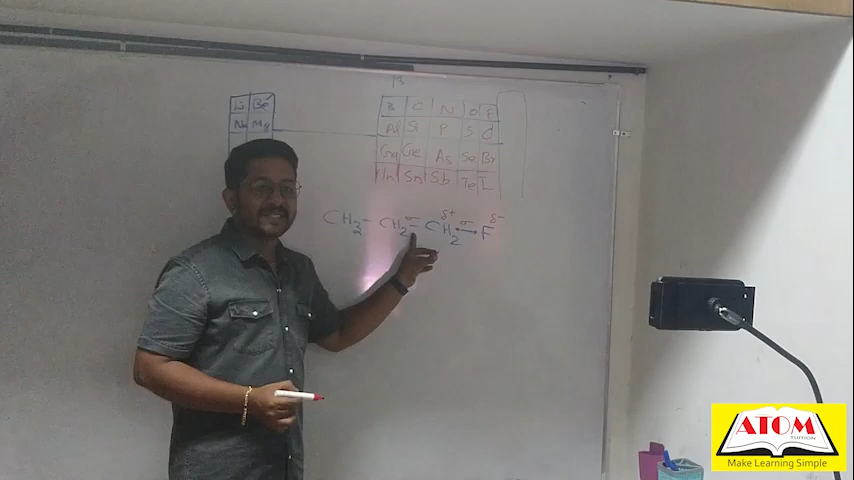 13
Li Be B C N O F
Na Mg Al Si P S Cl
Ga Ge As Se Br
In Sn Sb Te I
CH3 - CH2 σ - CH2 δ+ σ F δ-
ATOM
TUITION
Make Learning Simple